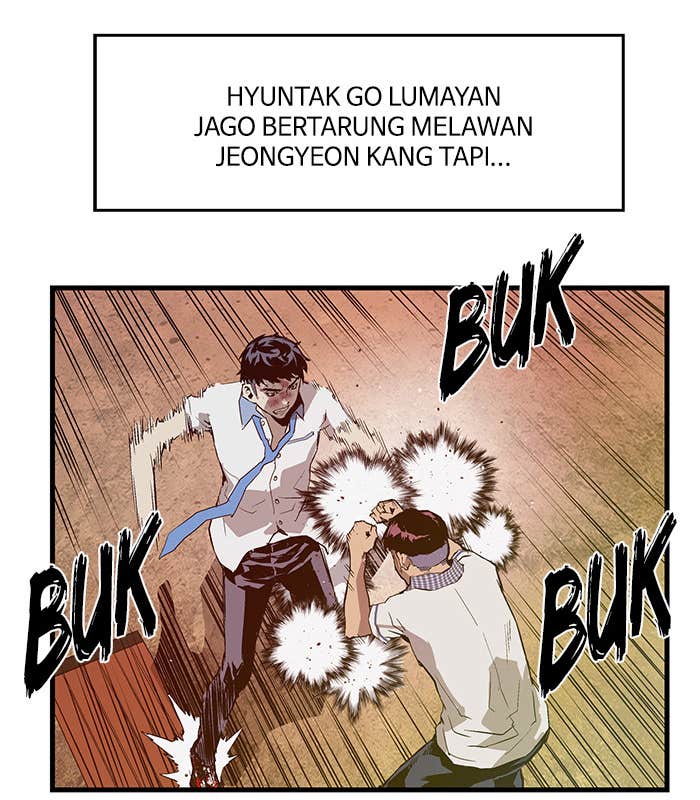 HYUNTAK GO LUMAYAN
JAGO BERTARUNG MELAWAN
JEONGYEON KANG TAPI...
BUK
BUK
BUK